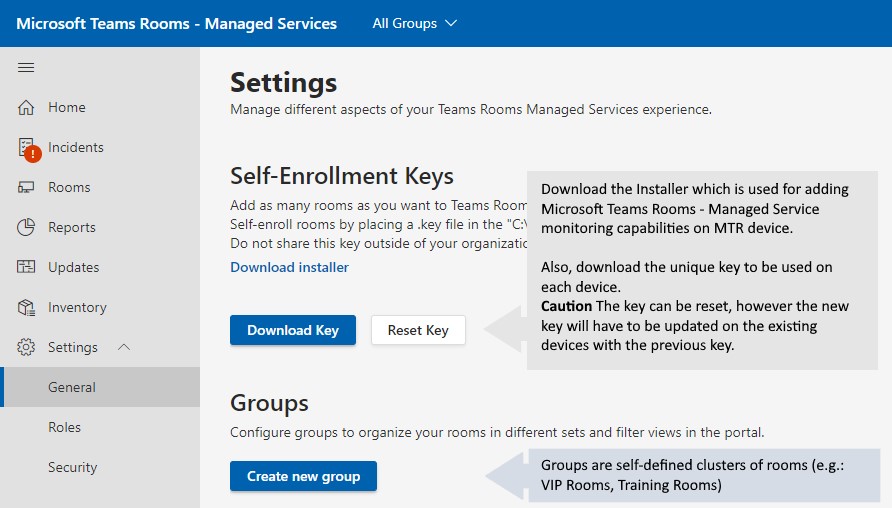 Microsoft Teams Rooms - Managed Services
All Groups
Home
Incidents
Rooms
Reports
Updates
Inventory
Settings
General
Roles
Security
Settings
Manage different aspects of your Teams Rooms Managed Services experience.
Self-Enrollment Keys
Add as many rooms as you want to Teams Room
Self-enroll rooms by placing a .key file in the "C:\
Do not share this key outside of your organizatio
Download installer
Download Key
Reset Key
Download the Installer which is used for adding
Microsoft Teams Rooms - Managed Service
monitoring capabilities on MTR device.
Also, download the unique key to be used on
each device.
Caution The key can be reset, however the new
key will have to be updated on the existing
devices with the previous key.
Groups
Configure groups to organize your rooms in different sets and filter views in the portal.
Create new group
Groups are self-defined clusters of rooms (e.g.:
VIP Rooms, Training Rooms)